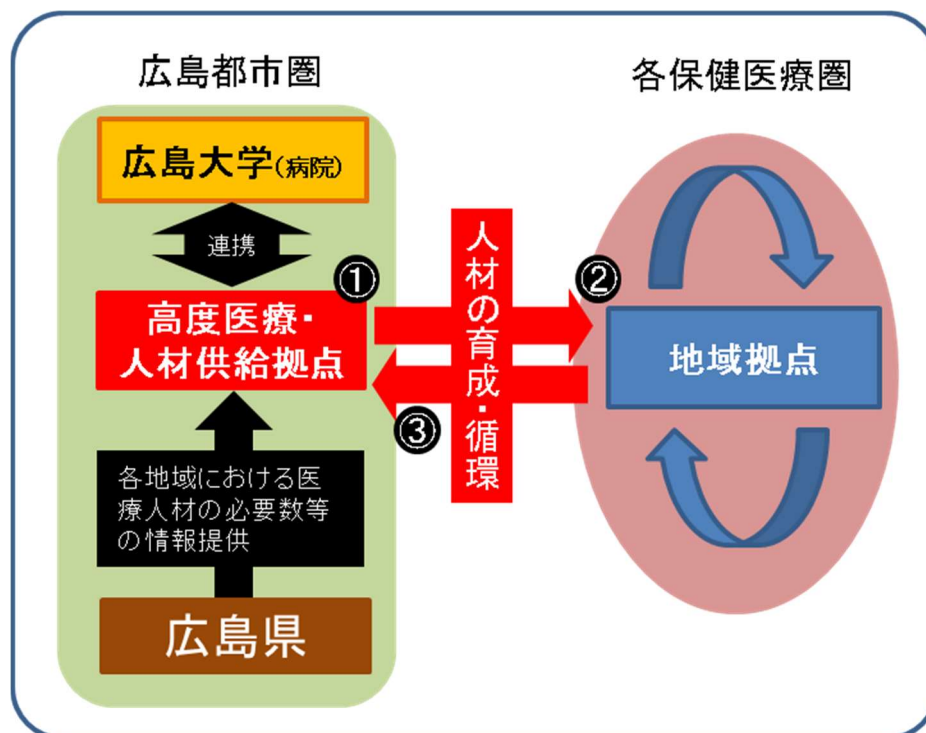 広島都市圏
各保健医療圏
広島大学(病院)
連携
①
高度医療・
人材供給拠点
人材の育成・循環
②
地域拠点
③
各地域における医
療人材の必要数等
の情報提供
広島県